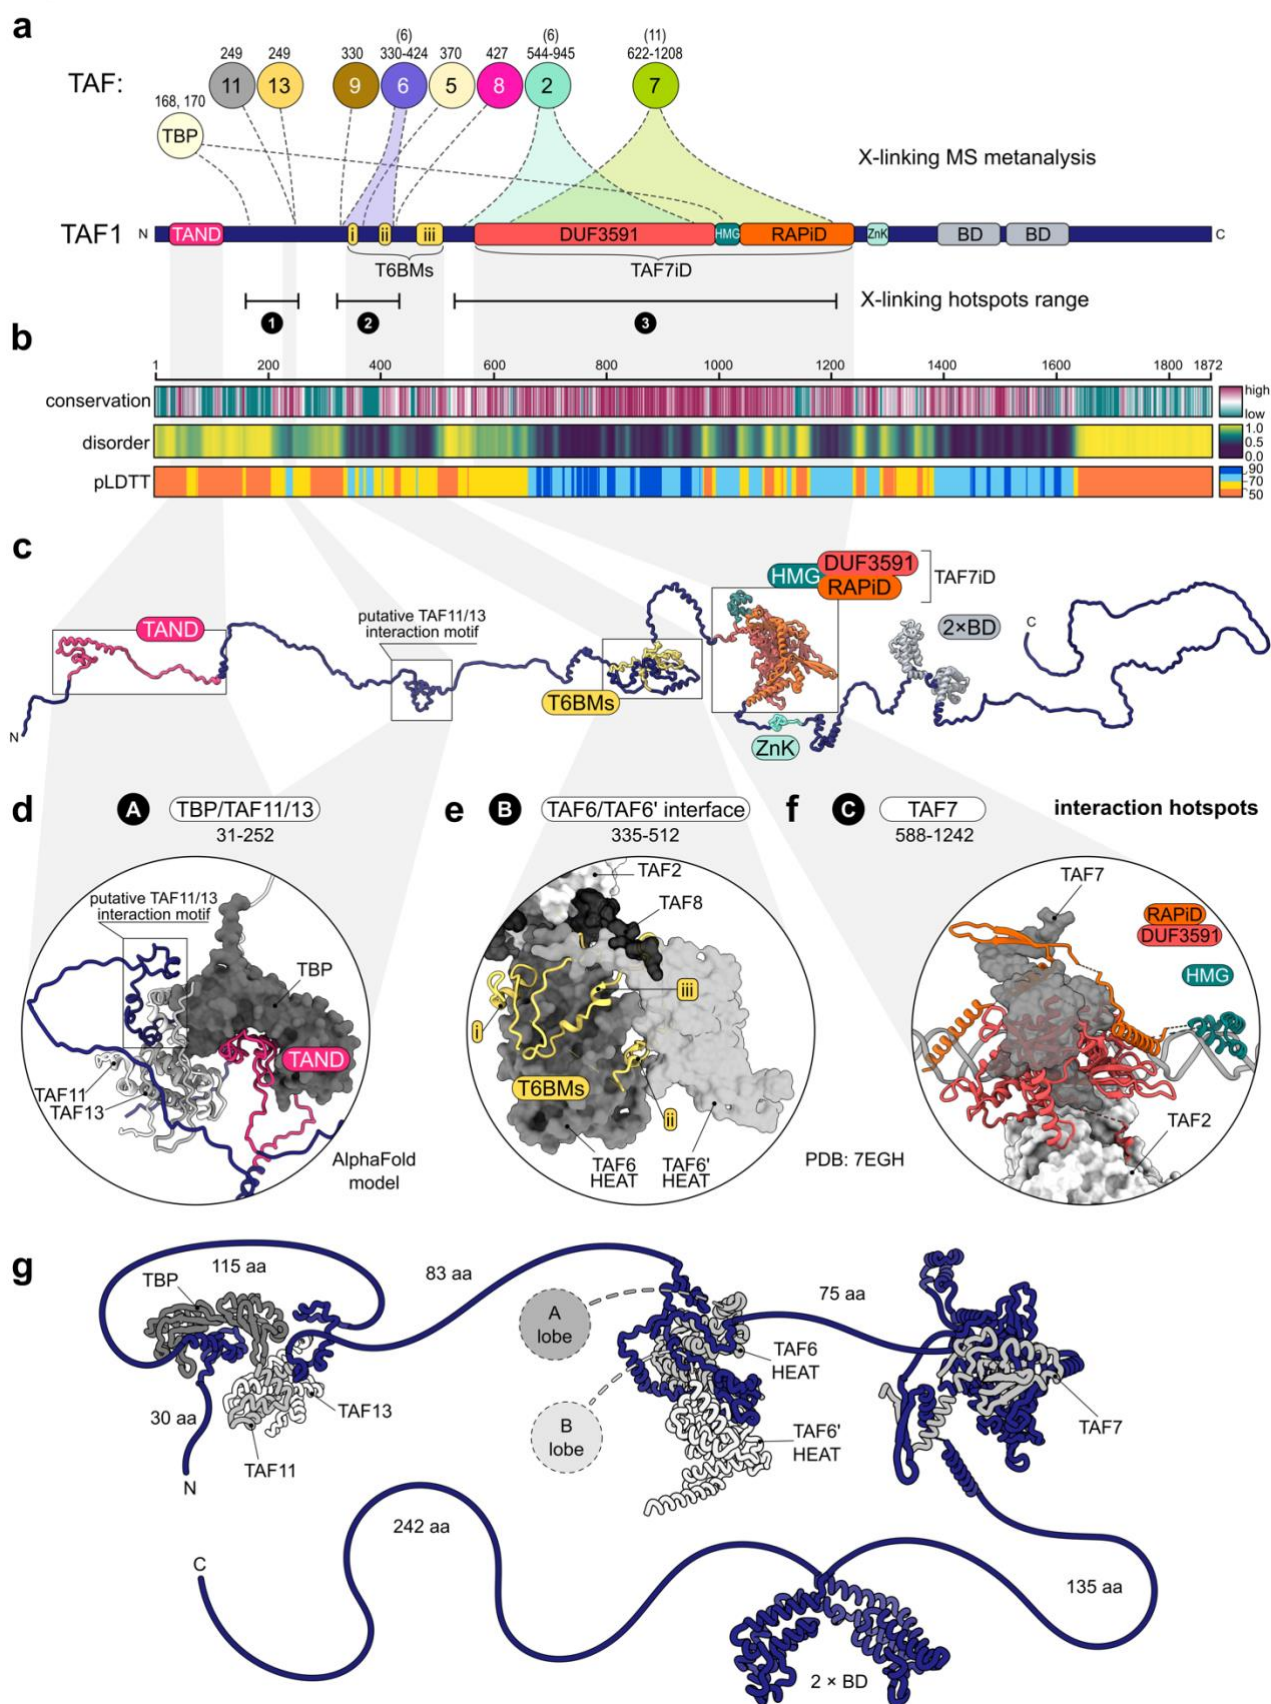 a
TAF:
249 249 330 (6) 330-424 370 427 (6) 544-945 (11) 622-1208
11 13 9 6 5 8 2 7
168, 170
TBP
X-linking MS metanalysis
TAF1 N TAND i ii iii DUF3591 HMG RAPiD ZnK BD BD C
T6BMs TAF7iD
1 2 3 X-linking hotspots range
b
1 200 400 600 800 1000 1200 1400 1600 1800 1872
conservation high low
disorder 1.0 0.5 0.0
pLDTT 90 70 50
c
HMG DUF3591 RAPiD TAF7iD
TAND
putative TAF11/13
interaction motif
2×BD
C
T6BMs
N
ZnK
d A TBP/TAF11/13
31-252
e B TAF6/TAF6' interface
335-512
f C TAF7
588-1242
interaction hotspots
putative TAF11/13
interaction motif
TBP
TAND
TAF11
TAF13
AlphaFold
model
TAF2
TAF8
i
iii
T6BMs
ii
TAF6
HEAT
TAF6'
HEAT
PDB: 7EGH
TAF7
RAPiD
DUF3591
HMG
TAF2
g
115 aa
TBP
83 aa
75 aa
A
lobe
TAF6
HEAT
30 aa
TAF13
B
lobe
TAF6'
HEAT
TAF7
TAF11
N
242 aa
C
135 aa
2 × BD